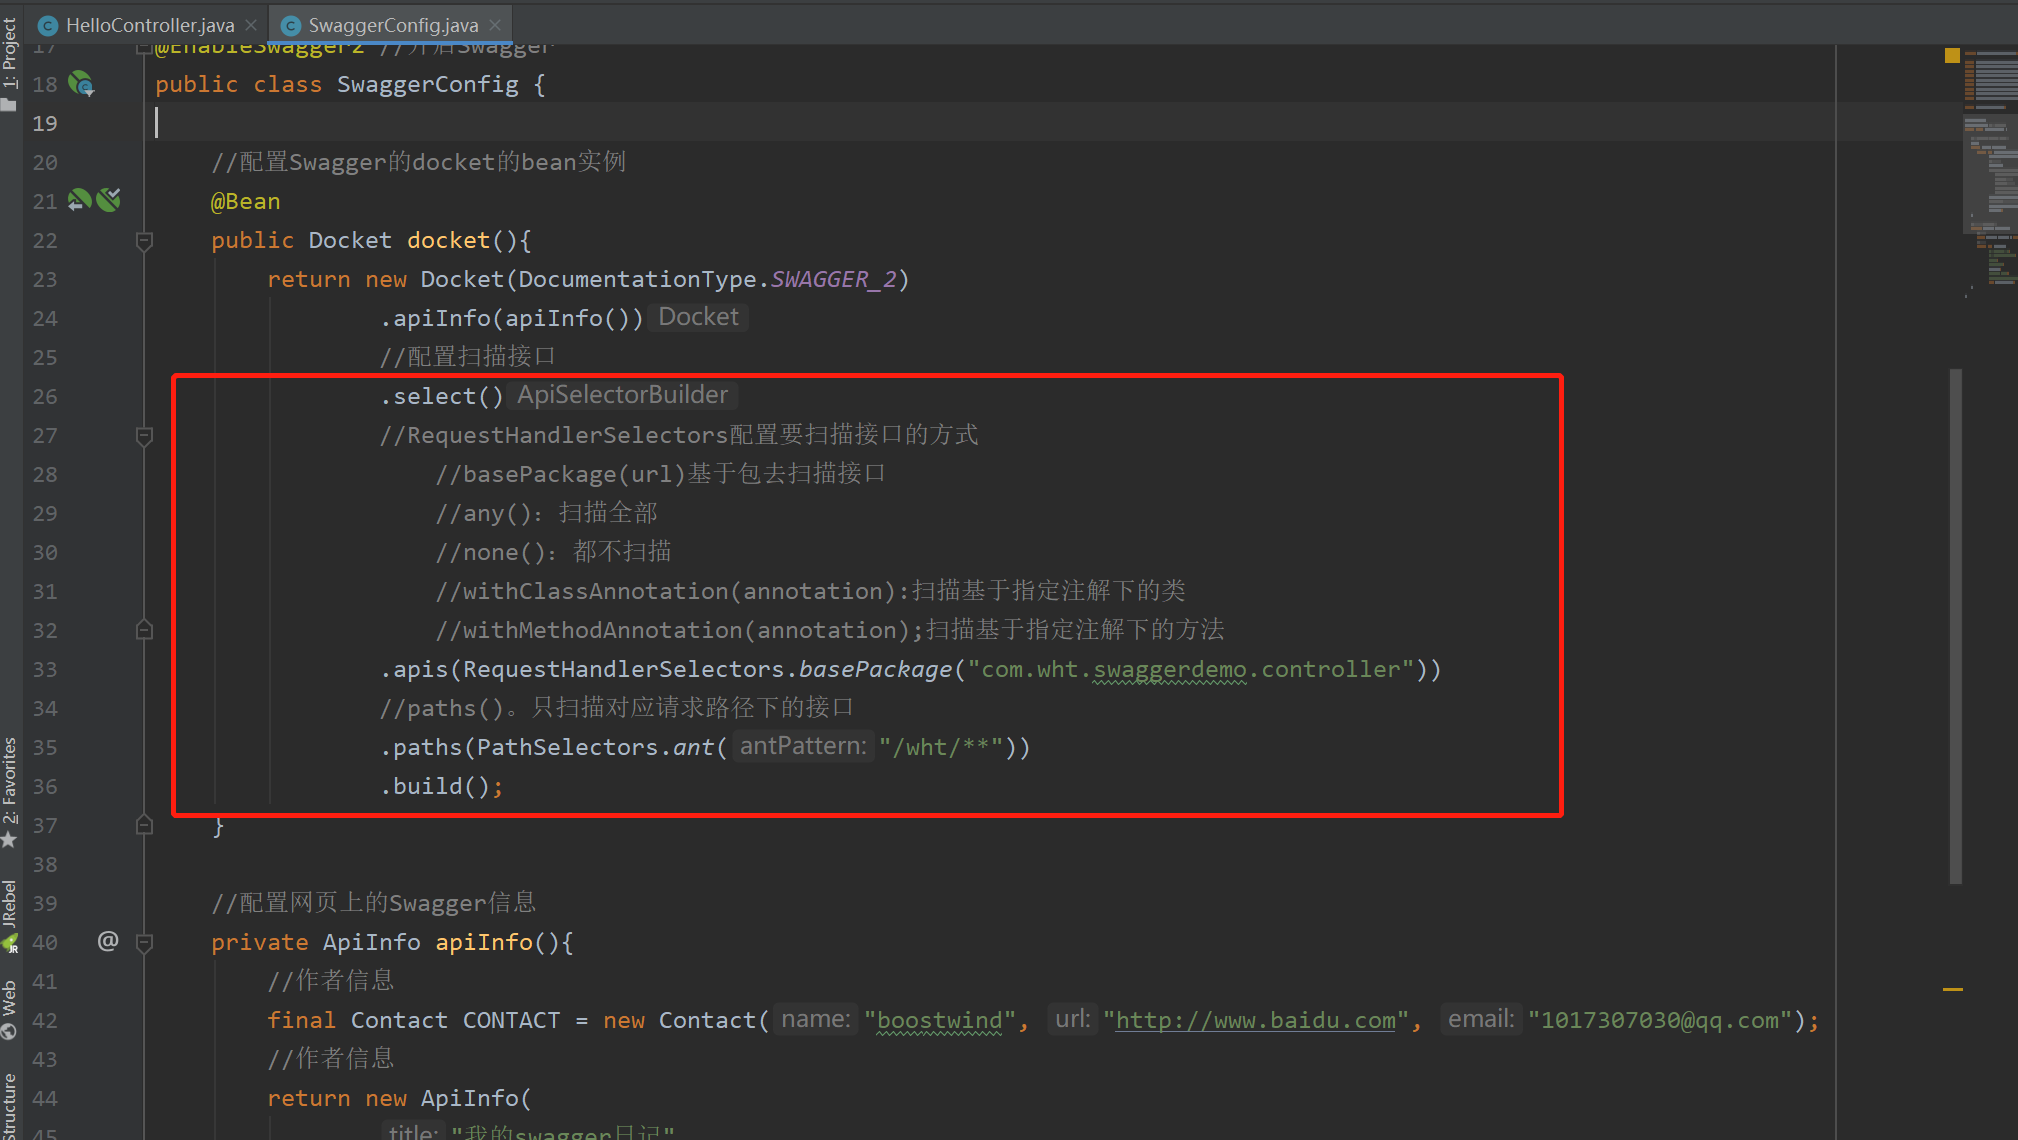 HelloController.java
SwaggerConfig.java
1: Project
2: Favorites
JRebel
Web
Structure
17 @EnableSwagger2 //开启Swagger
18 public class SwaggerConfig {
19
20 //配置Swagger的docket的bean实例
21 @Bean
22 public Docket docket(){
23 return new Docket(DocumentationType.SWAGGER_2)
24 .apiInfo(apiInfo()) Docket
25 //配置扫描接口
26 .select() ApiSelectorBuilder
27 //RequestHandlerSelectors配置要扫描接口的方式
28 //basePackage(url)基于包去扫描接口
29 //any()：扫描全部
30 //none()：都不扫描
31 //withClassAnnotation(annotation):扫描基于指定注解下的类
32 //withMethodAnnotation(annotation);扫描基于指定注解下的方法
33 .apis(RequestHandlerSelectors.basePackage("com.wht.swaggerdemo.controller"))
34 //paths()。只扫描对应请求路径下的接口
35 .paths(PathSelectors.ant( antPattern: "/wht/**"))
36 .build();
37 }
38
39 //配置网页上的Swagger信息
40 @ private ApiInfo apiInfo(){
41 //作者信息
42 final Contact CONTACT = new Contact( name: "boostwind", url: "http://www.baidu.com", email: "1017307030@qq.com");
43 //作者信息
44 return new ApiInfo(
45 title: "我的swagger日记"